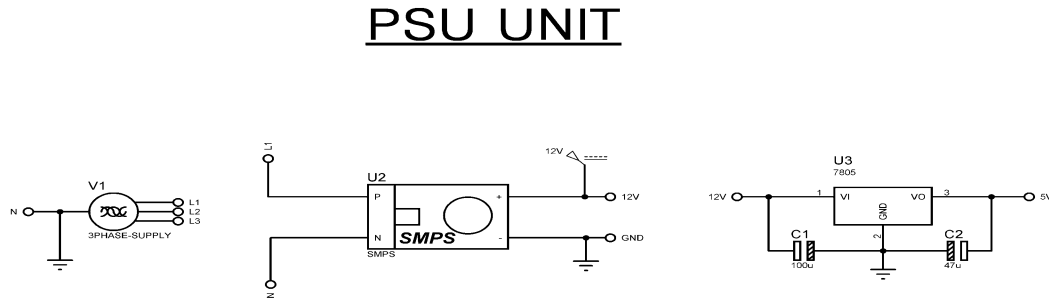 PSU UNIT
V1
N
L1
L2
L3
3PHASE-SUPPLY
L1
U2
P
N
+
-
SMPS
SMPS
N
12V
12V
GND
U3
7805
12V
1
VI
VO
3
GND
2
5V
C1
100u
C2
47u